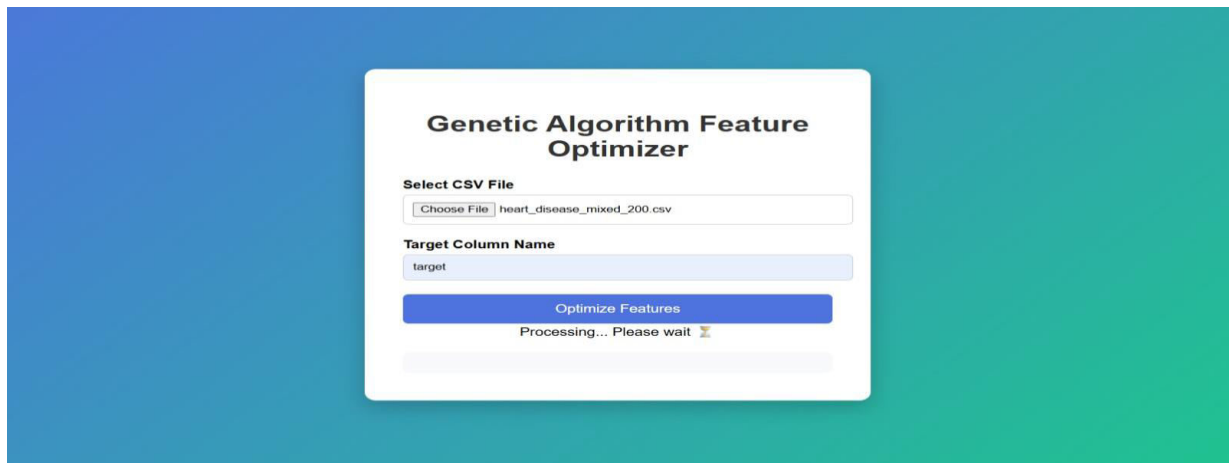 Genetic Algorithm Feature
Optimizer
Select CSV File
Choose File heart_disease_mixed_200.csv
Target Column Name
target
Optimize Features
Processing... Please wait ⏳